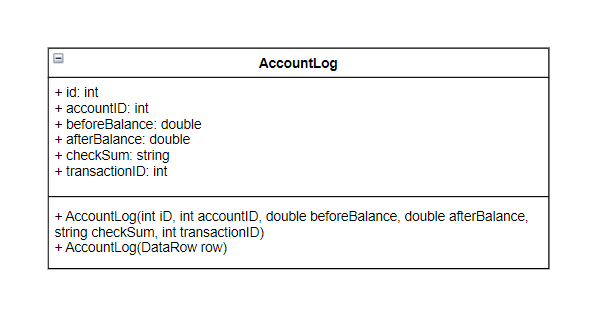 AccountLog
+ id: int
+ accountID: int
+ beforeBalance: double
+ afterBalance: double
+ checkSum: string
+ transactionID: int
+ AccountLog(int iD, int accountID, double beforeBalance, double afterBalance,
string checkSum, int transactionID)
+ AccountLog(DataRow row)